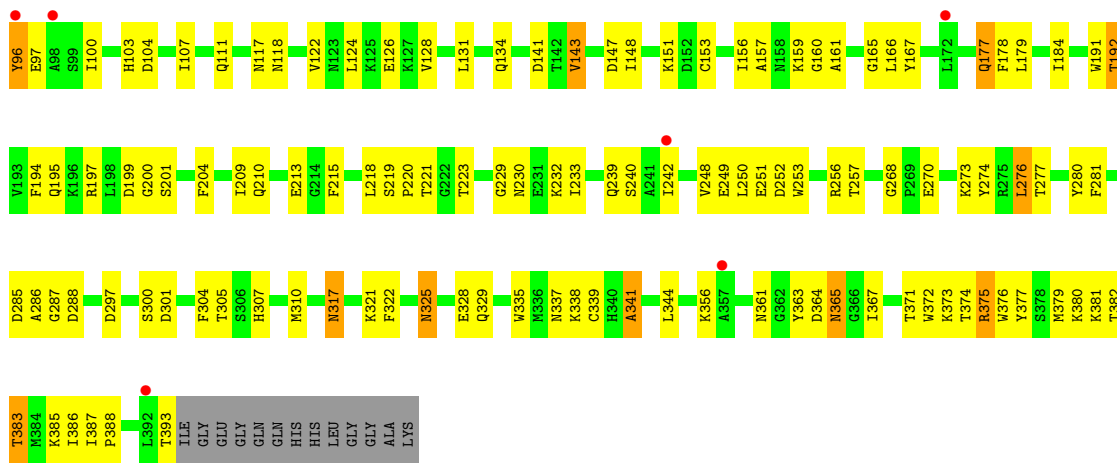 Y96 E97 A98 S99 I100 H103 D104 I107 Q111 N117 N118 V122 N123 L124 K125 E126 K127 V128 L131 Q134 D141 T142 V143 D147 I148 K151 D152 C153 I156 A157 N158 K159 G160 A161 G165 L166 Y167 L172 Q177 F178 L179 I184 W191 T192
V193 F194 Q195 K196 R197 L198 D199 G200 S201 F204 I209 Q210 E213 G214 F215 L218 S219 P220 T221 G222 T223 G229 N230 E231 K232 I233 Q239 S240 A241 I242 V248 E249 L250 E251 D252 W253 R256 T257 G268 P269 E270 K273 Y274 R275 L276 T277 Y280 F281
D285 A286 G287 D288 D297 S300 D301 F304 T305 S306 H307 M310 N317 K321 F322 N325 E328 Q329 W335 M336 N337 K338 C339 H340 A341 L344 K356 A357 N361 G362 Y363 D364 N365 G366 I367 T371 W372 K373 T374 R375 W376 Y377 S378 M379 K380 K381 T382
T383 M384 K385 I386 I387 P388 L392 T393 ILE GLY GLU GLY GLN GLN HIS HIS LEU GLY GLY ALA LYS